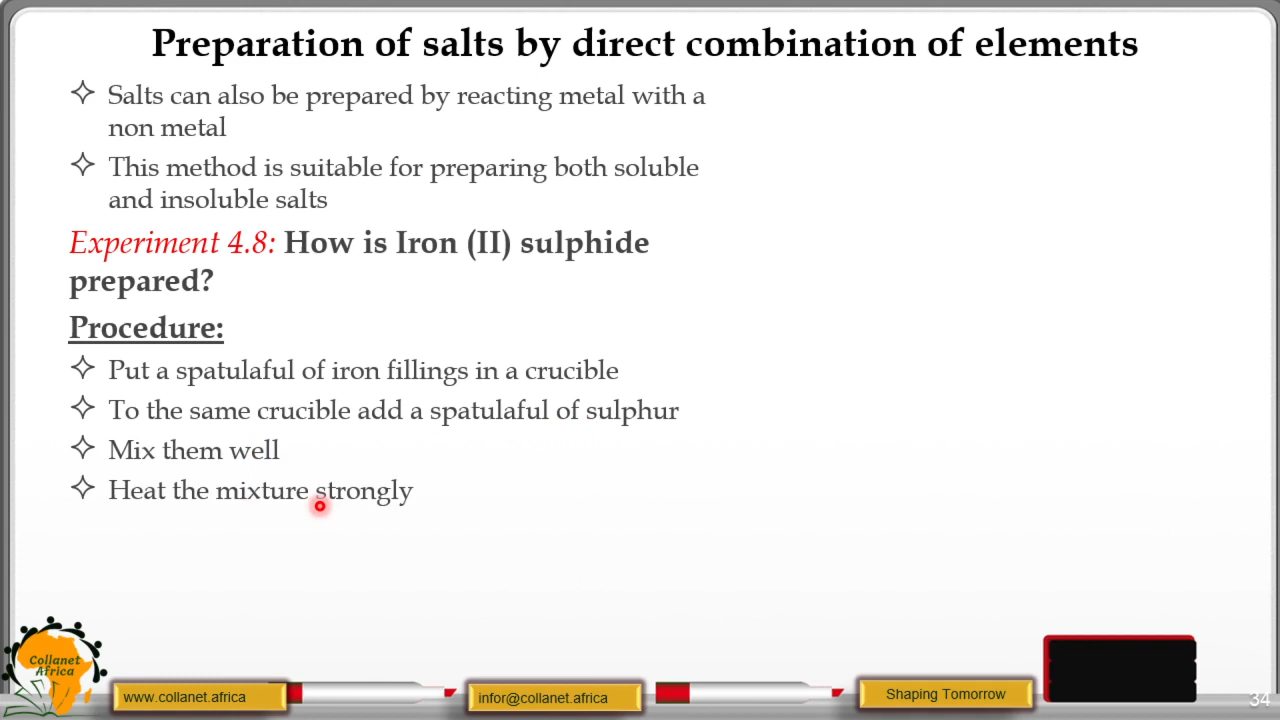 Preparation of salts by direct combination of elements
Salts can also be prepared by reacting metal with a
non metal
This method is suitable for preparing both soluble
and insoluble salts
Experiment 4.8: How is Iron (II) sulphide
prepared?
Procedure:
Put a spatulaful of iron fillings in a crucible
To the same crucible add a spatulaful of sulphur
Mix them well
Heat the mixture strongly
Collanet
Africa
www.collanet.africa
infor@collanet.africa
Shaping Tomorrow
34